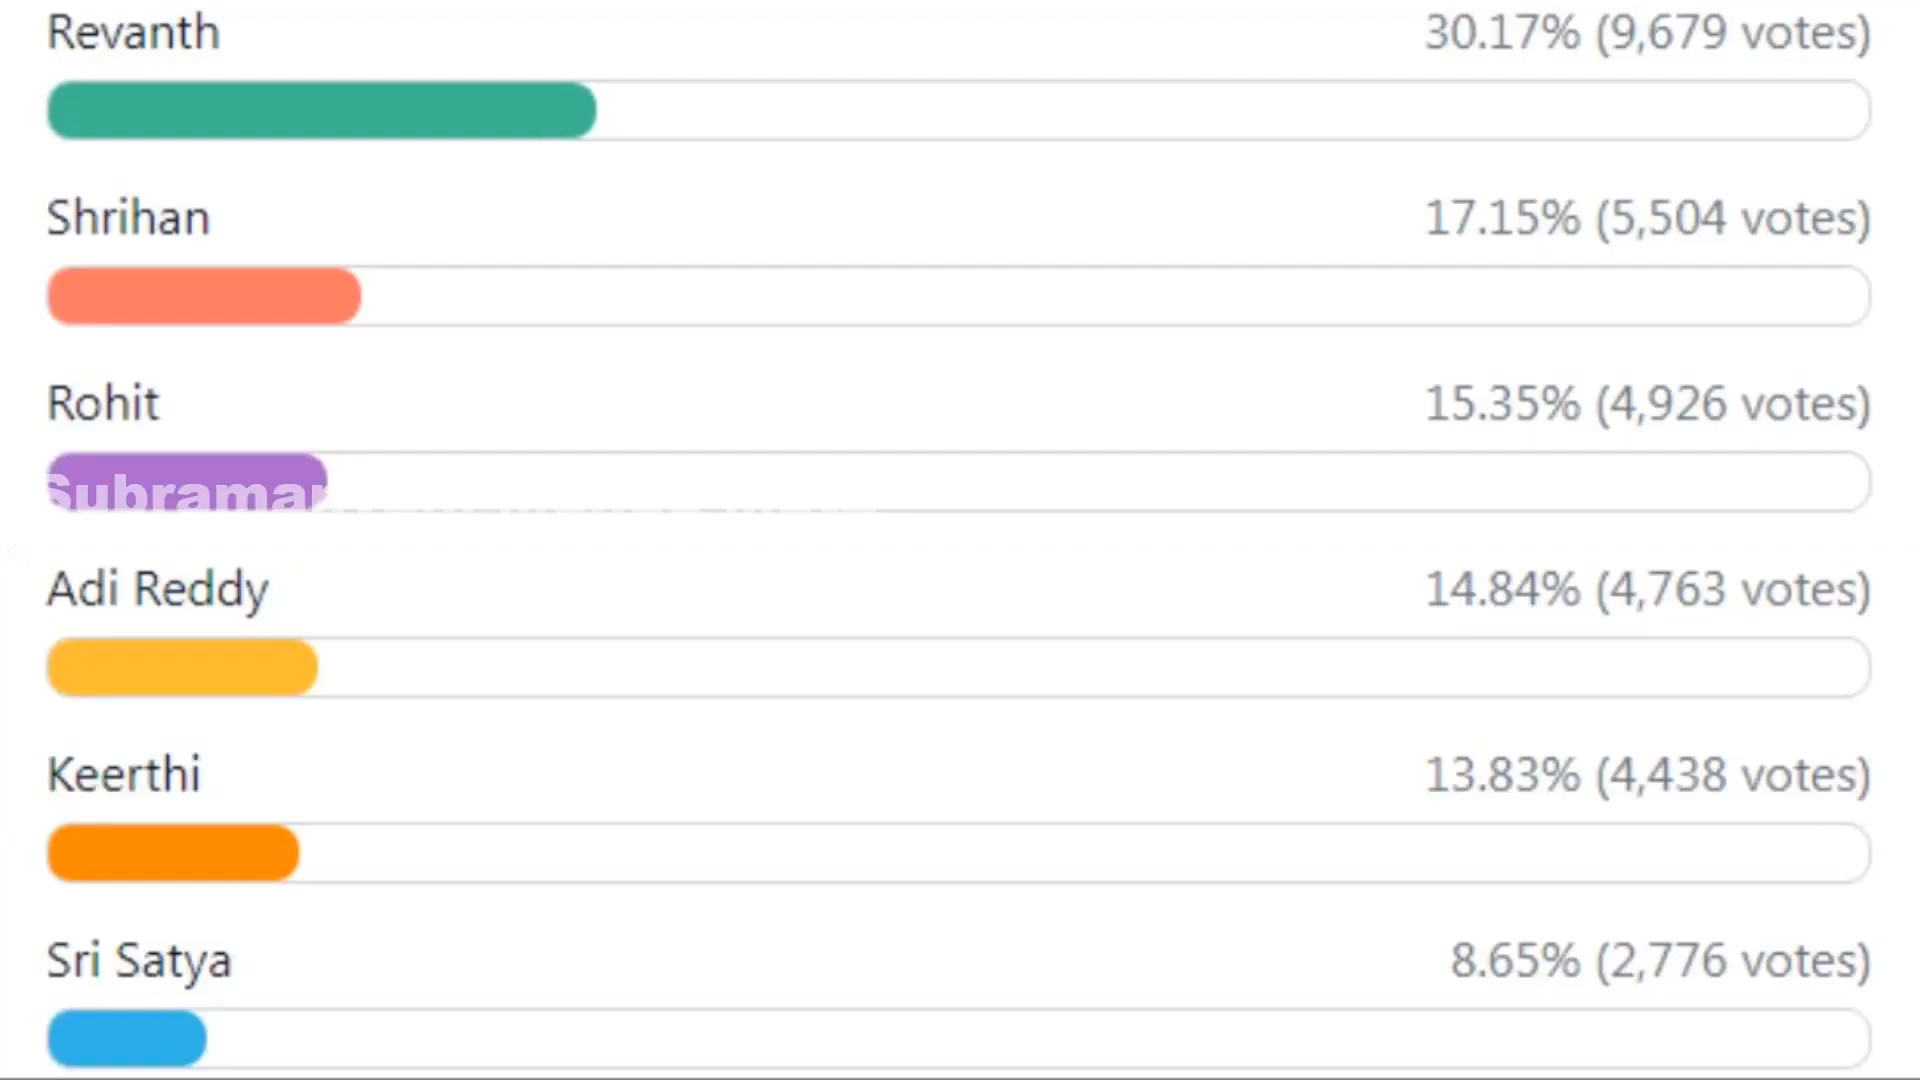 Revanth 30.17% (9,679 votes)
Shrihan 17.15% (5,504 votes)
Rohit 15.35% (4,926 votes)
Adi Reddy 14.84% (4,763 votes)
Keerthi 13.83% (4,438 votes)
Sri Satya 8.65% (2,776 votes)